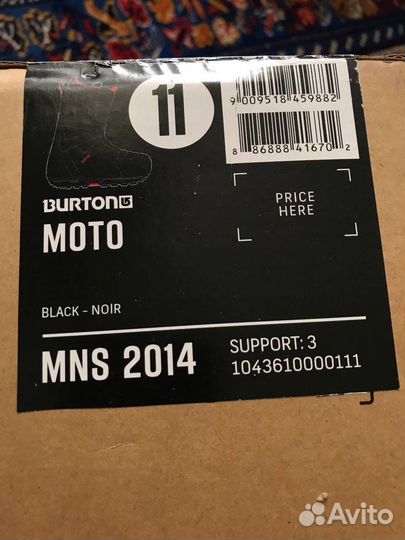 11
9 009518 459882
8 86888 41670 2
PRICE
HERE
BURTON
MOTO
BLACK - NOIR
MNS 2014
SUPPORT: 3
1043610000111
Avito